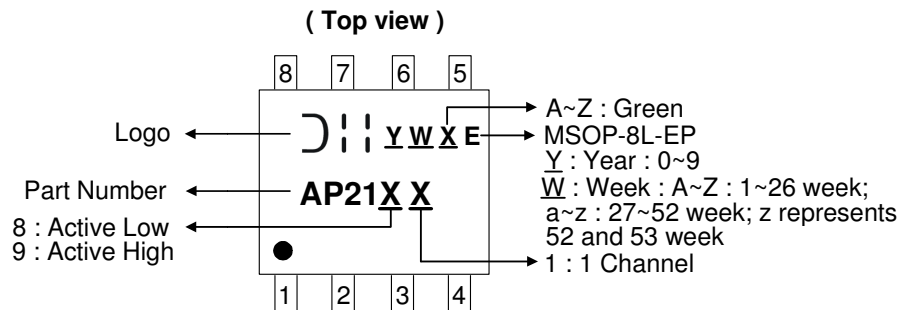 ( Top view )
8 7 6 5
Logo
Y W X E
A~Z : Green
MSOP-8L-EP
Y : Year : 0~9
W : Week : A~Z : 1~26 week;
a~z : 27~52 week; z represents
52 and 53 week
Part Number
AP21X X
8 : Active Low
9 : Active High
1 : 1 Channel
1 2 3 4